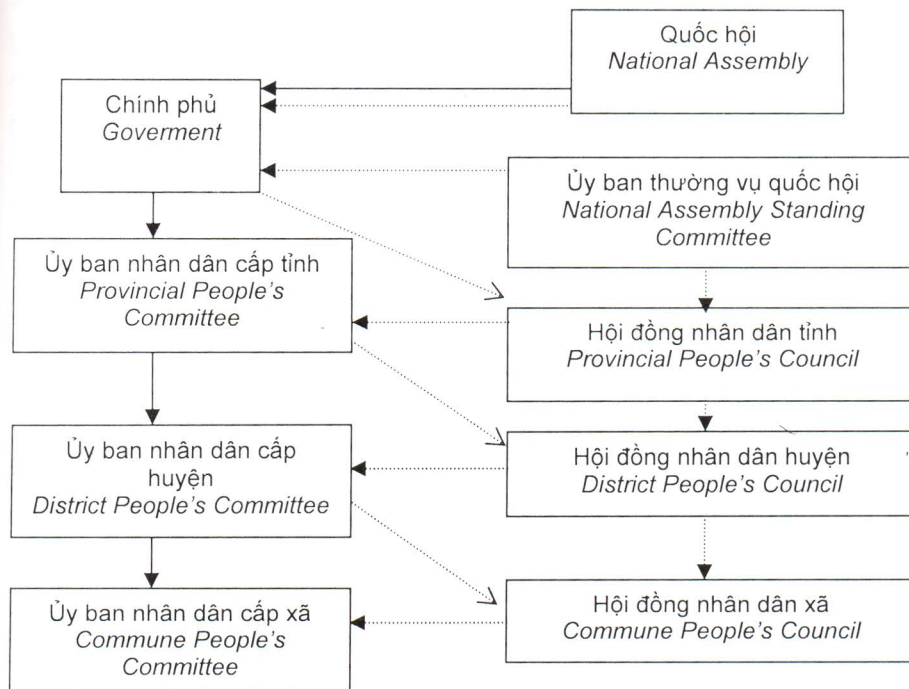 Quốc hội
National Assembly
Chính phủ
Goverment
Ủy ban thường vụ quốc hội
National Assembly Standing
Committee
Ủy ban nhân dân cấp tỉnh
Provincial People's
Committee
Hội đồng nhân dân tỉnh
Provincial People's Council
Ủy ban nhân dân cấp
huyện
District People's Committee
Hội đồng nhân dân huyện
District People's Council
Ủy ban nhân dân cấp xã
Commune People's
Committee
Hội đồng nhân dân xã
Commune People's Council